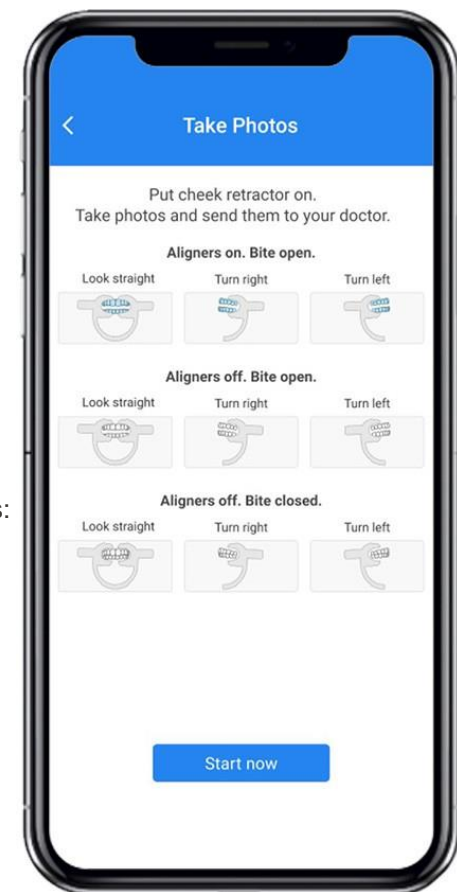 Take Photos
Put cheek retractor on.
Take photos and send them to your doctor.
Aligners on. Bite open.
Look straight Turn right Turn left
Aligners off. Bite open.
Look straight Turn right Turn left
s:
Aligners off. Bite closed.
Look straight Turn right Turn left
Start now